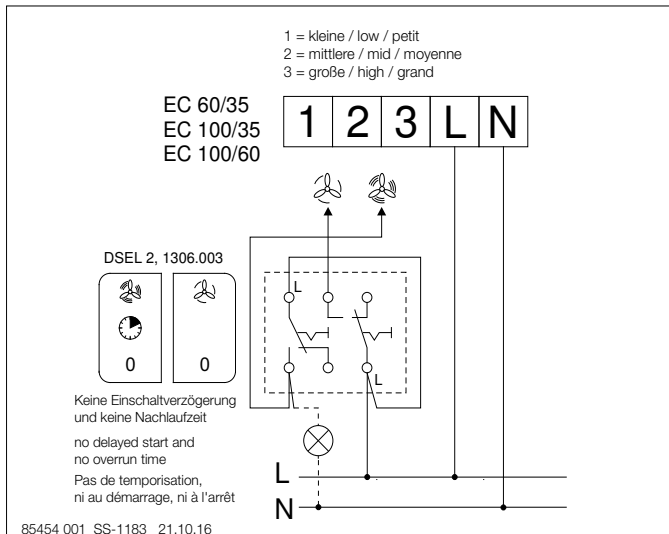 1 = kleine / low / petit
2 = mittlere / mid / moyenne
3 = große / high / grand
EC 60/35
EC 100/35
EC 100/60
1 2 3 L N
DSEL 2, 1306.003
0 0
L
L
Keine Einschaltverzögerung
und keine Nachlaufzeit
no delayed start and
no overrun time
Pas de temporisation,
ni au démarrage, ni à l'arrêt
L
N
85454 001 SS-1183 21.10.16